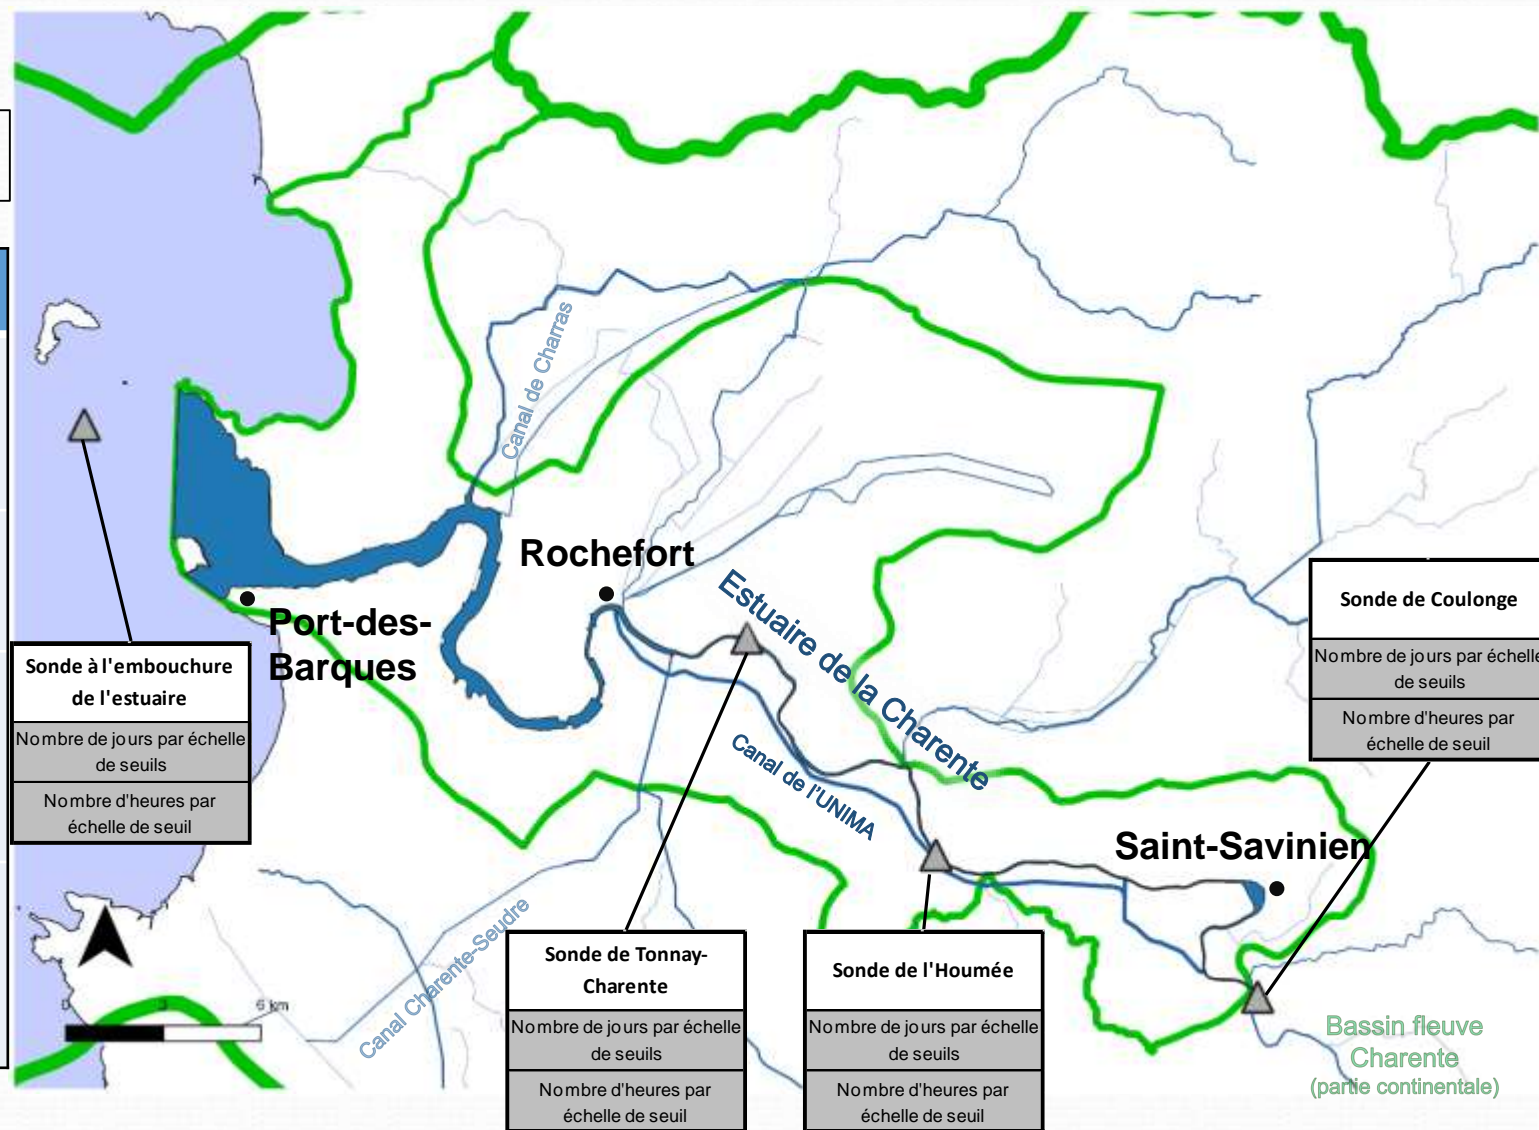 Canal de Charras
Rochefort
Estuaire de la Charente
Port-des-
Barques
Sonde de Coulonge
Nombre de jours par échelle
de seuils
Nombre d'heures par
échelle de seuil
Sonde à l'embouchure
de l'estuaire
Nombre de jours par échelle
de seuils
Nombre d'heures par
échelle de seuil
Canal de l'UNIMA
Saint-Savinien
Canal Charente-Seudre
Sonde de Tonnay-
Charente
Nombre de jours par échelle
de seuils
Nombre d'heures par
échelle de seuil
Sonde de l'Houmée
Nombre de jours par échelle
de seuils
Nombre d'heures par
échelle de seuil
0 3 6 km
Bassin fleuve
Charente
(partie continentale)